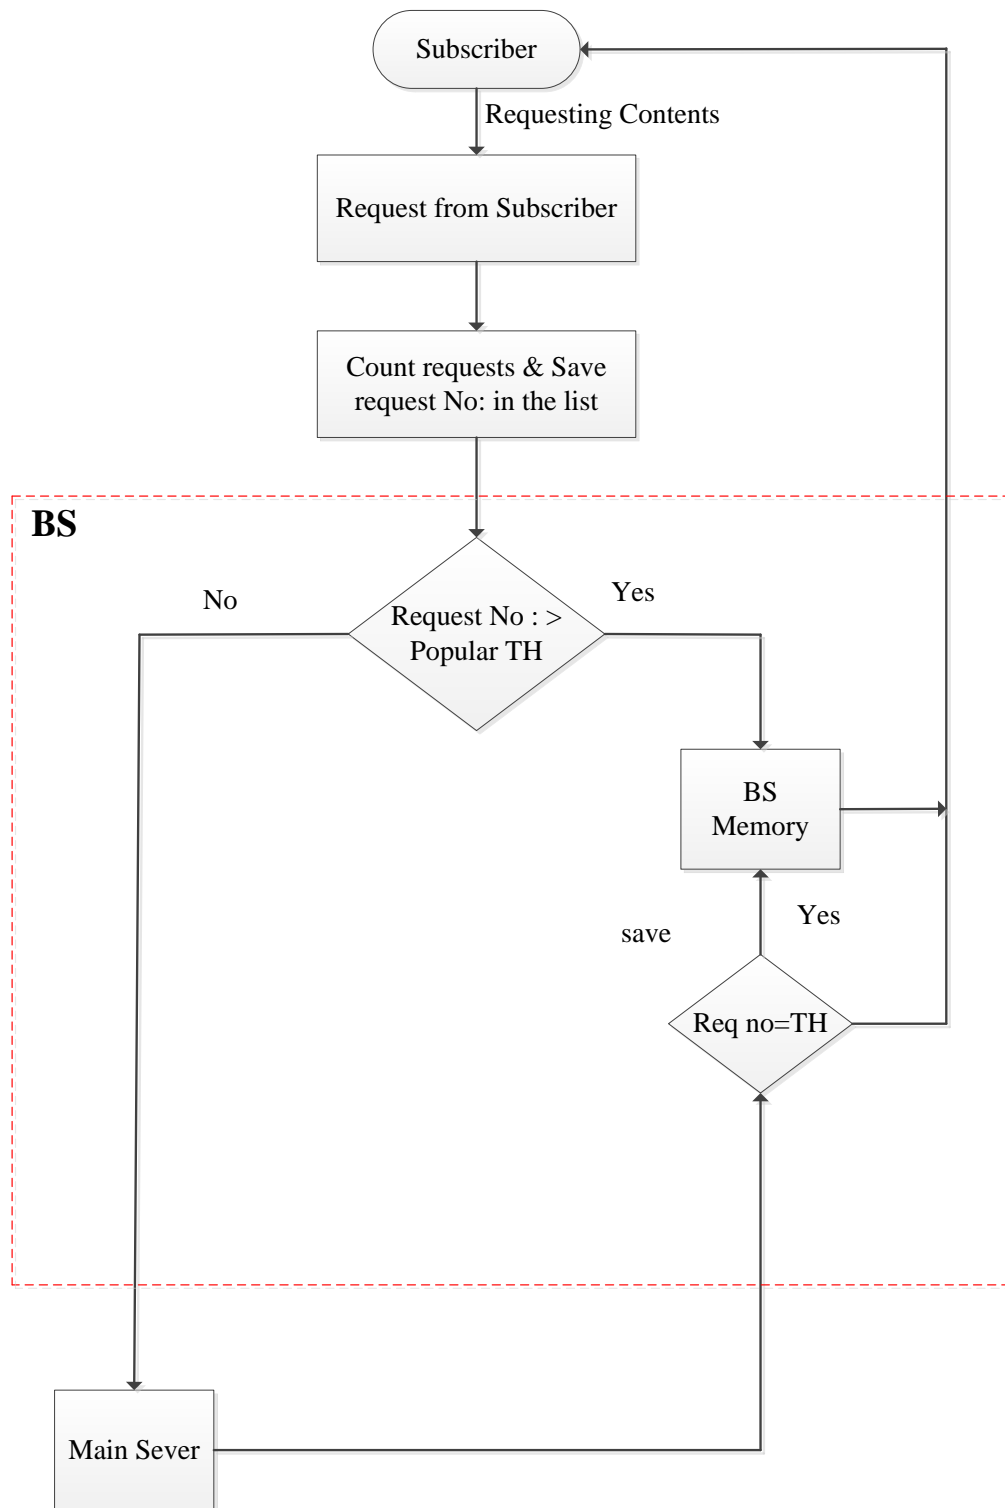 Subscriber
Requesting Contents
Request from Subscriber
Count requests & Save
request No: in the list
BS
No
Yes
Request No : >
Popular TH
BS
Memory
save
Yes
Req no=TH
Main Sever